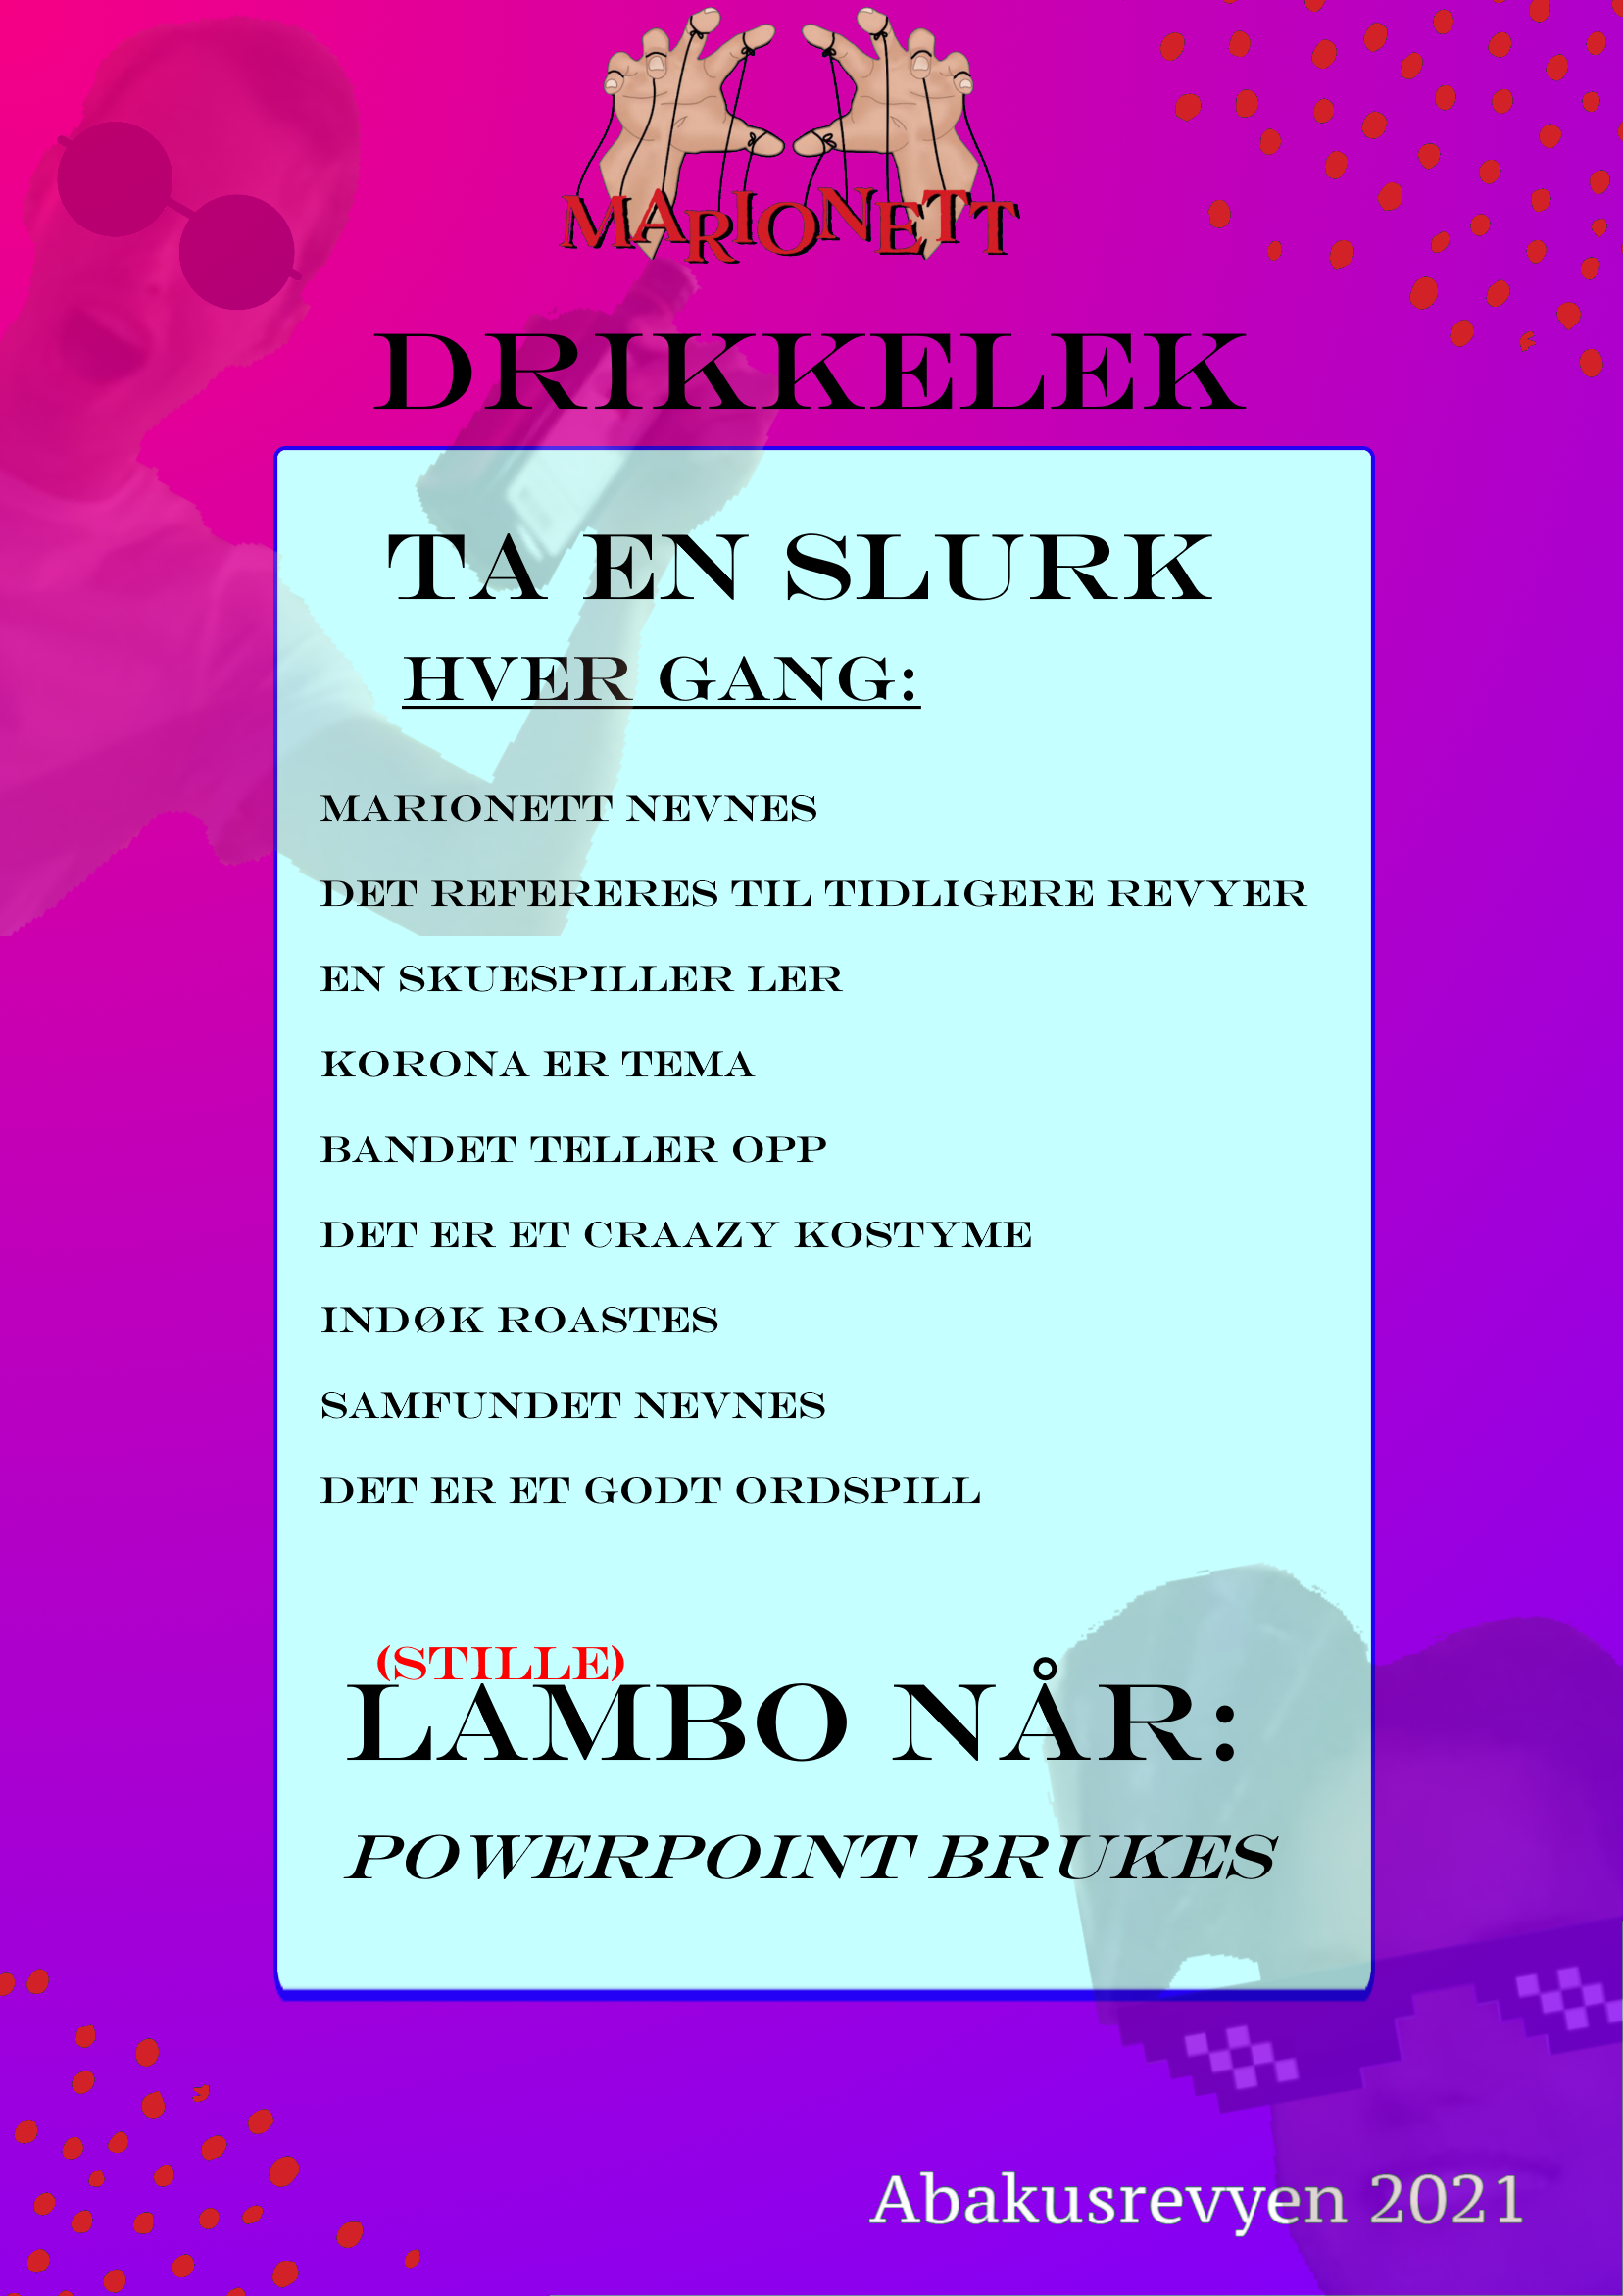 MARIONETT
DRIKKELEK
TA EN SLURK
HVER GANG:
MARIONETT NEVNES
DET REFERERES TIL TIDLIGERE REVYER
EN SKUESPILLER LER
KORONA ER TEMA
BANDET TELLER OPP
DET ER ET CRAAZY KOSTYME
INDØK ROASTES
SAMFUNDET NEVNES
DET ER ET GODT ORDSPILL
(STILLE)
LAMBO NÅR:
POWERPOINT BRUKES
Abakusrevyen 2021